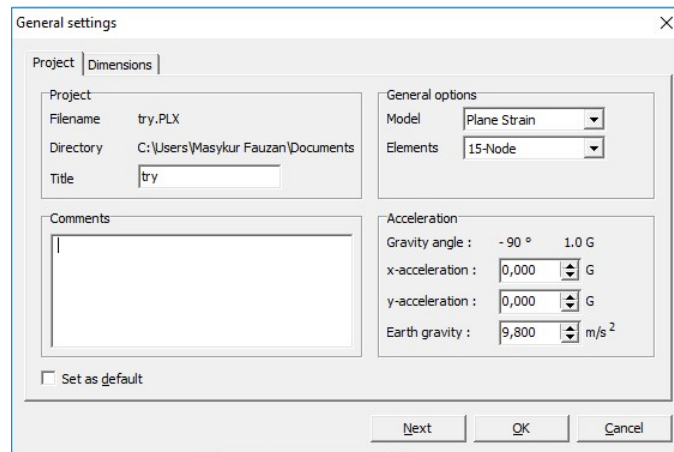 General settings
Project
Dimensions
Project
Filename try.PLX
Directory C:\Users\Masykur Fauzan\Documents
Title try
General options
Model Plane Strain
Elements 15-Node
Comments
Acceleration
Gravity angle : - 90 ° 1.0 G
x-acceleration : 0,000 G
y-acceleration : 0,000 G
Earth gravity : 9,800 m/s 2
Set as default
Next OK Cancel